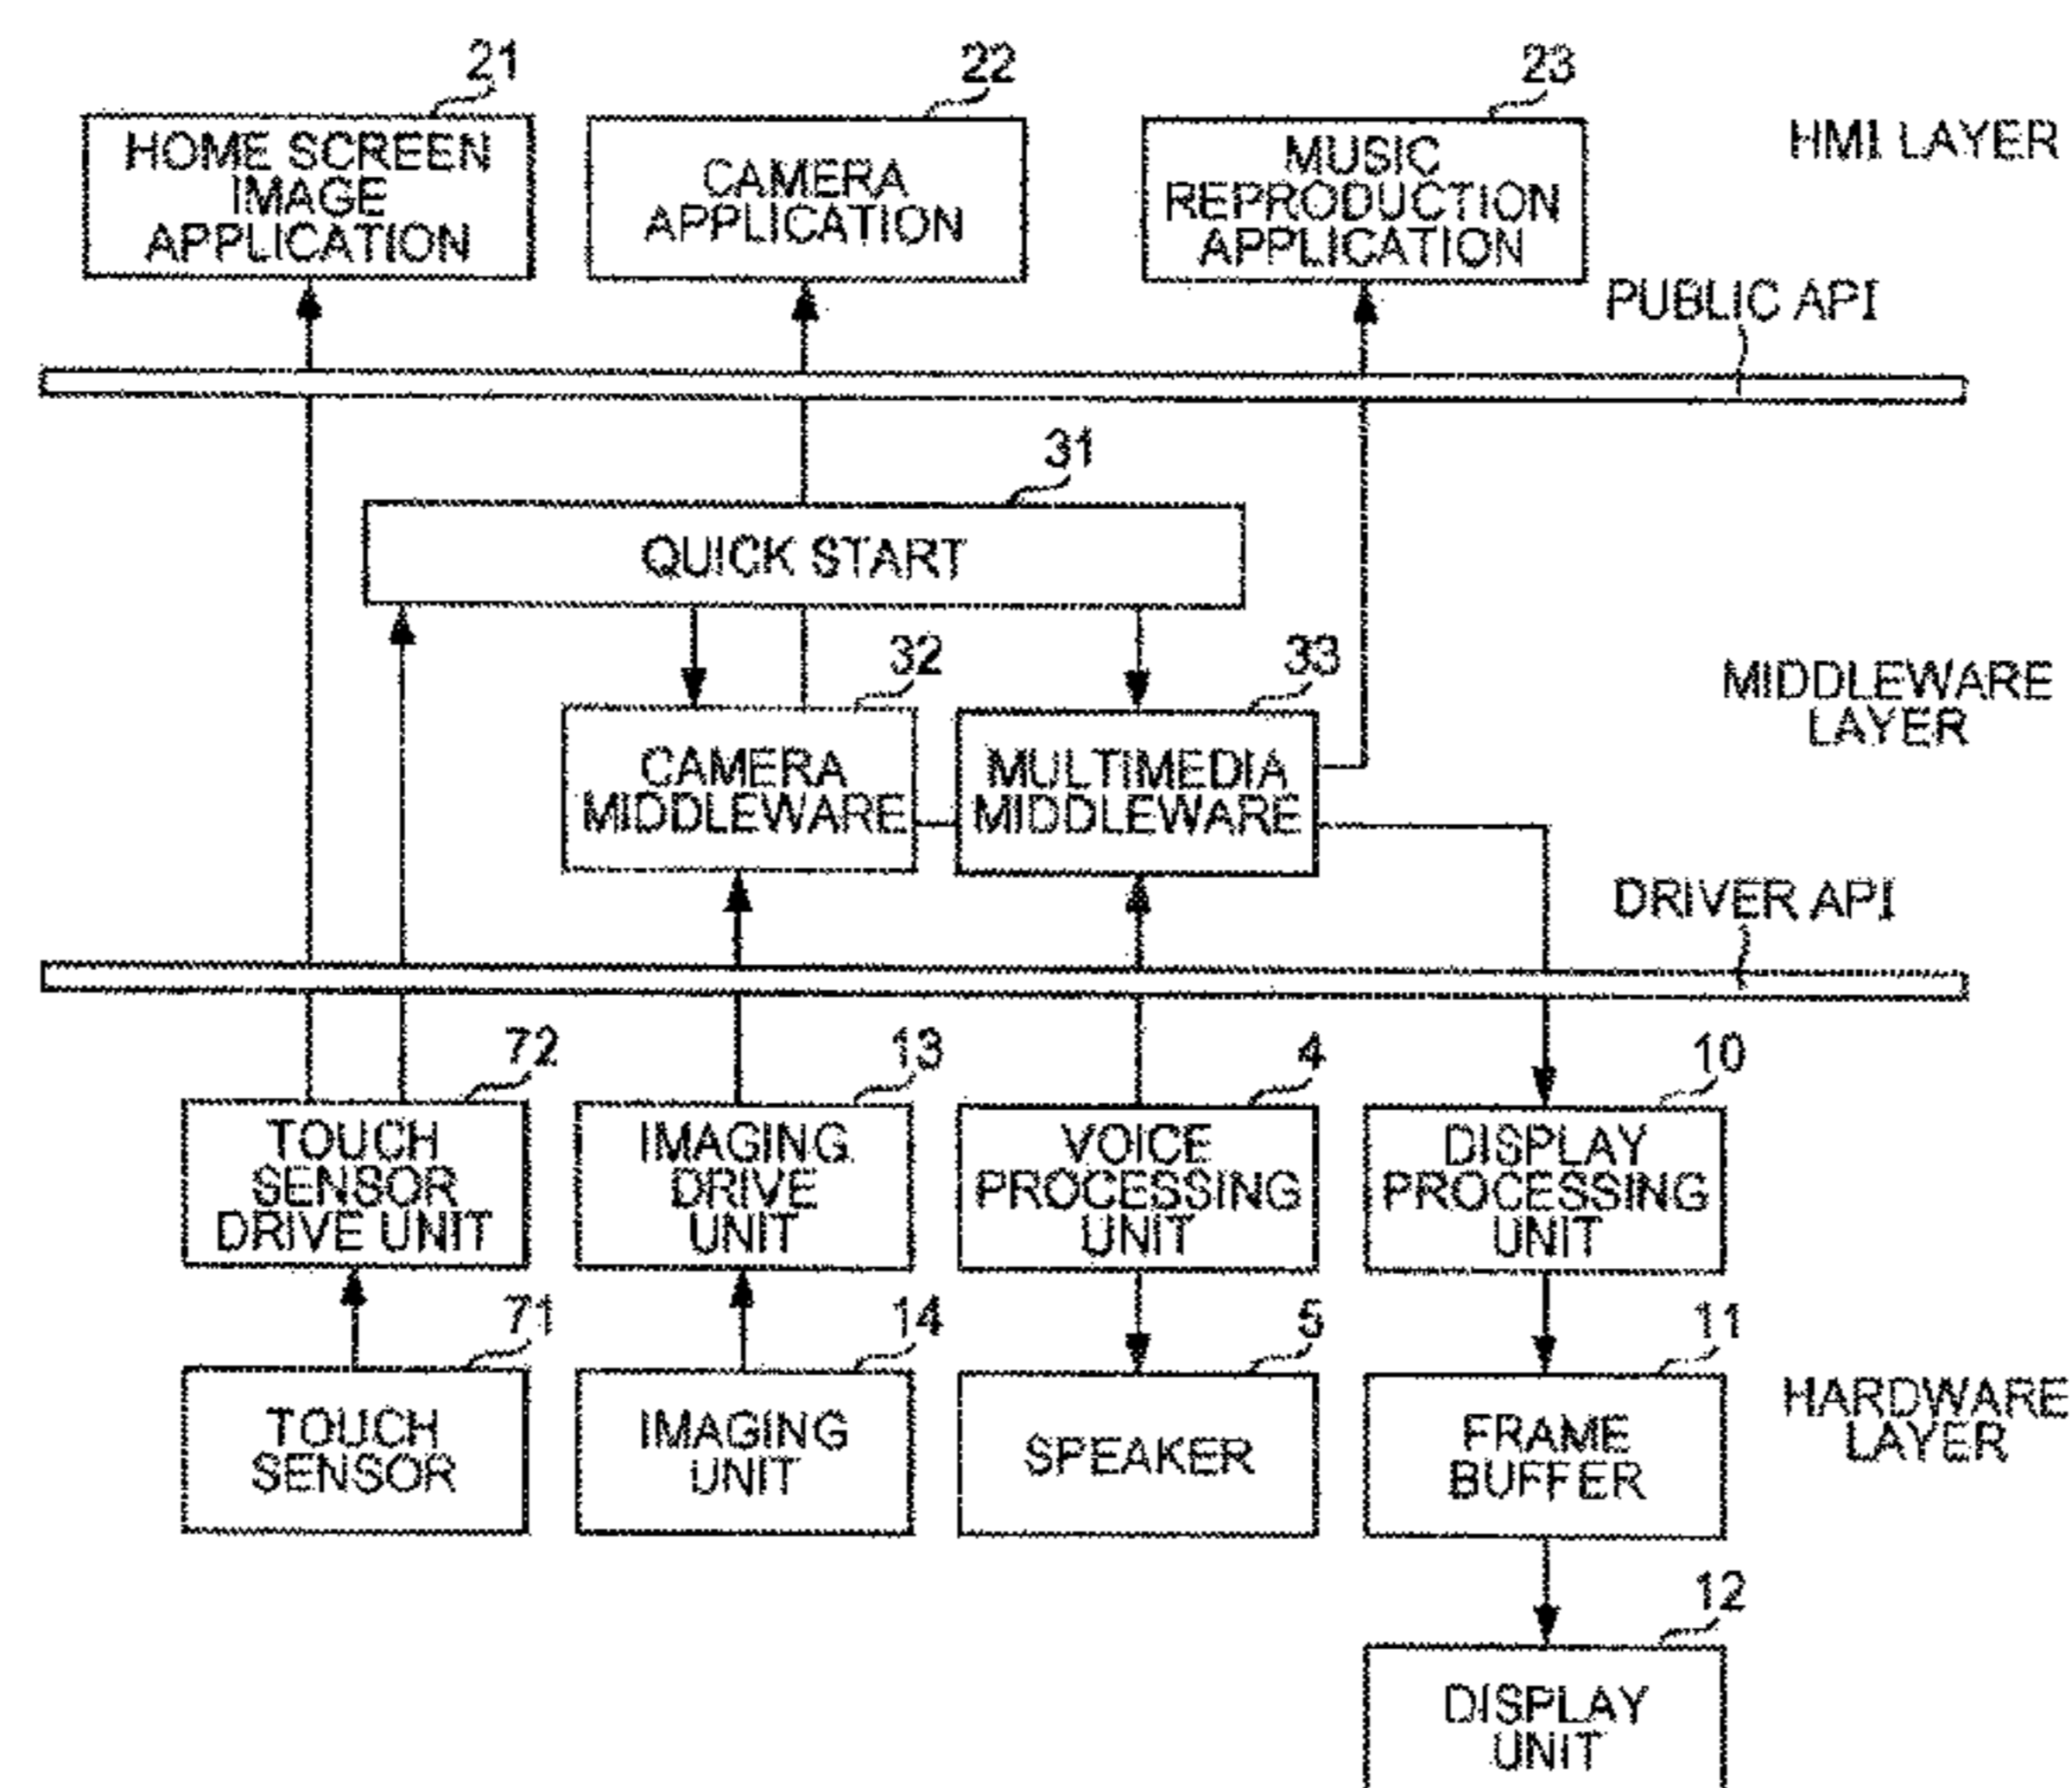 21
22
23
HOME SCREEN
IMAGE
APPLICATION
CAMERA
APPLICATION
MUSIC
REPRODUCTION
APPLICATION
HMI LAYER
PUBLIC API
31
QUICK START
32
33
CAMERA
MIDDLEWARE
MULTIMEDIA
MIDDLEWARE
MIDDLEWARE
LAYER
DRIVER API
72
13
4
10
TOUCH
SENSOR
DRIVE UNIT
IMAGING
DRIVE
UNIT
VOICE
PROCESSING
UNIT
DISPLAY
PROCESSING
UNIT
71
14
5
11
TOUCH
SENSOR
IMAGING
UNIT
SPEAKER
FRAME
BUFFER
HARDWARE
LAYER
12
DISPLAY
UNIT